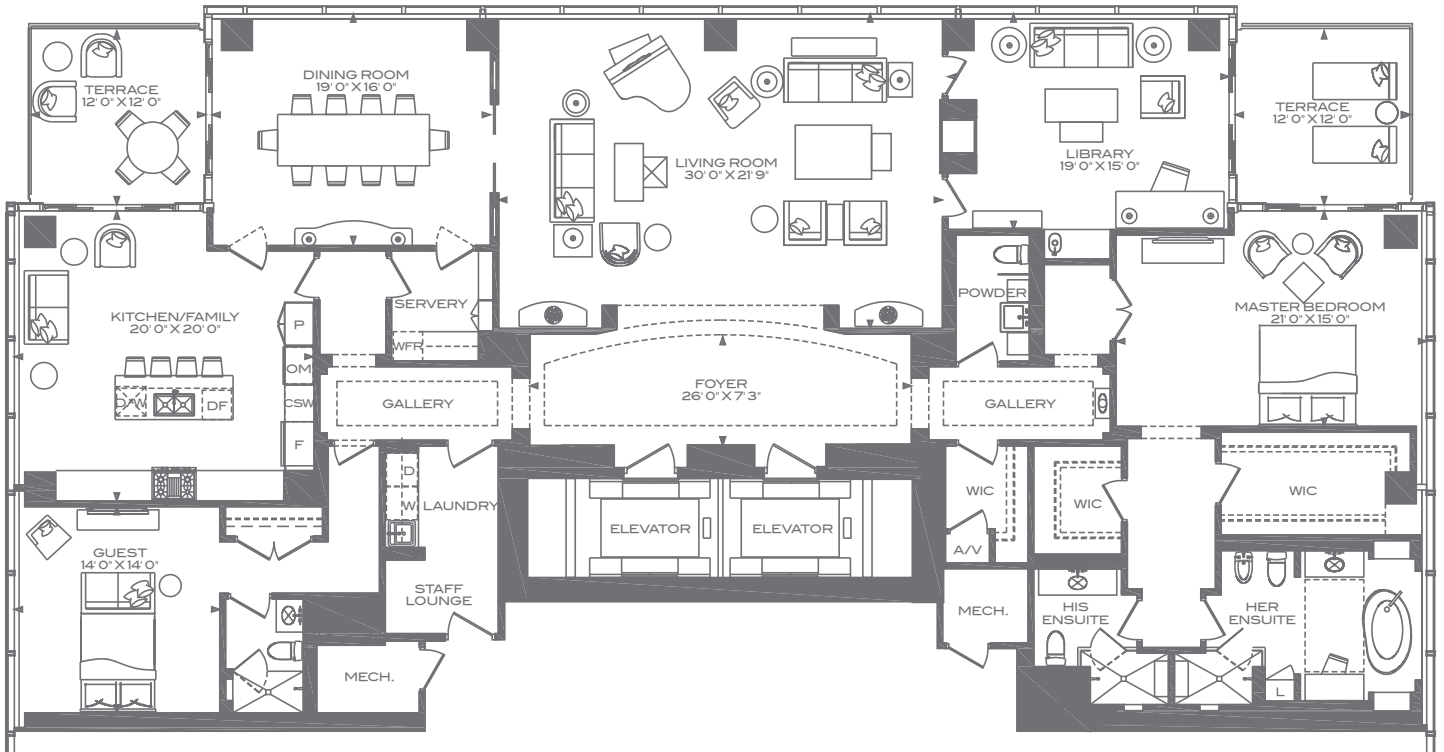 DINING ROOM
19' 0" X 16' 0"
TERRACE
12' 0" X 12' 0"
LIVING ROOM
30' 0" X 21' 9"
LIBRARY
19' 0" X 15' 0"
TERRACE
12' 0" X 12' 0"
KITCHEN/FAMILY
20' 0" X 20' 0"
SERVERY
WFR
P
OM
CSW
F
D/W
DF
GALLERY
FOYER
26' 0" X 7' 3"
POWDER
GALLERY
MASTER BEDROOM
21' 0" X 15' 0"
D
W
LAUNDRY
ELEVATOR
ELEVATOR
WIC
WIC
WIC
A/V
GUEST
14' 0" X 14' 0"
STAFF
LOUNGE
MECH.
MECH.
HIS
ENSUITE
HER
ENSUITE
L